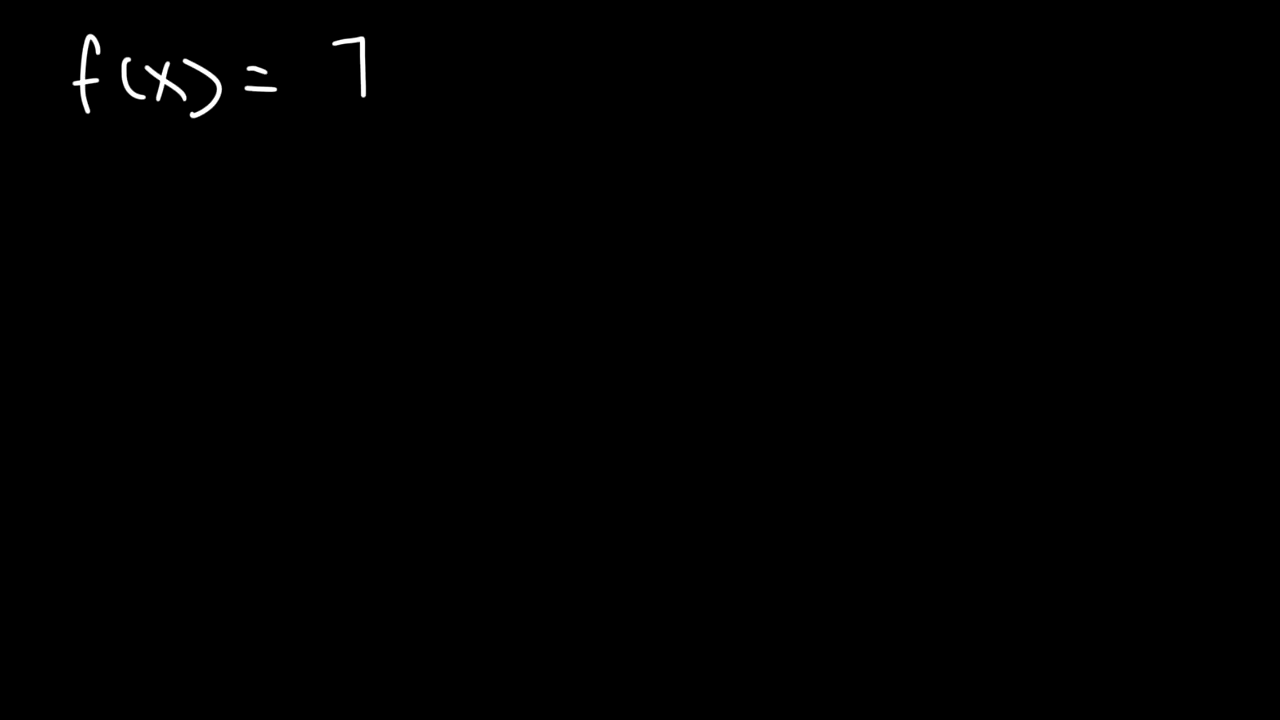 f(x) = 7